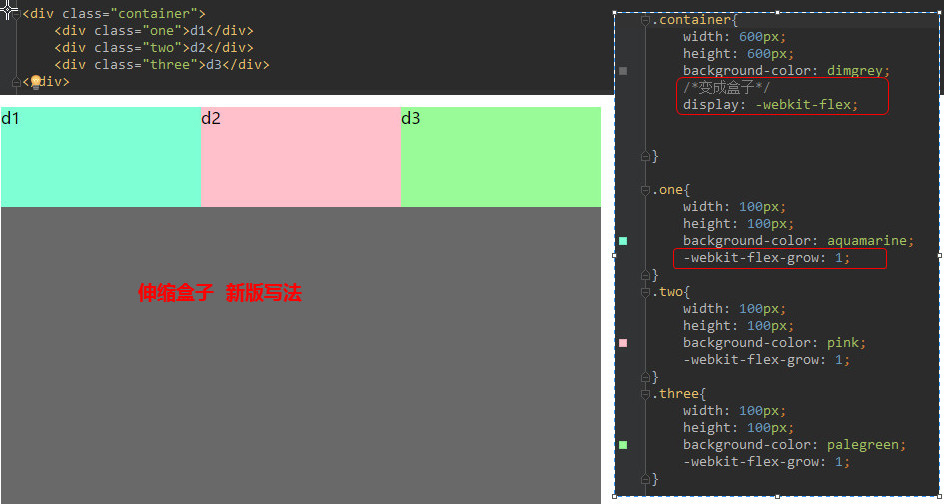 <div class="container">
<div class="one">d1</div>
<div class="two">d2</div>
<div class="three">d3</div>
</div>
d1
d2
d3
伸缩盒子 新版写法
.container{
width: 600px;
height: 600px;
background-color: dimgrey;
/*变成盒子*/
display: -webkit-flex;
}
.one{
width: 100px;
height: 100px;
background-color: aquamarine;
-webkit-flex-grow: 1;
}
.two{
width: 100px;
height: 100px;
background-color: pink;
-webkit-flex-grow: 1;
}
.three{
width: 100px;
height: 100px;
background-color: palegreen;
-webkit-flex-grow: 1;
}